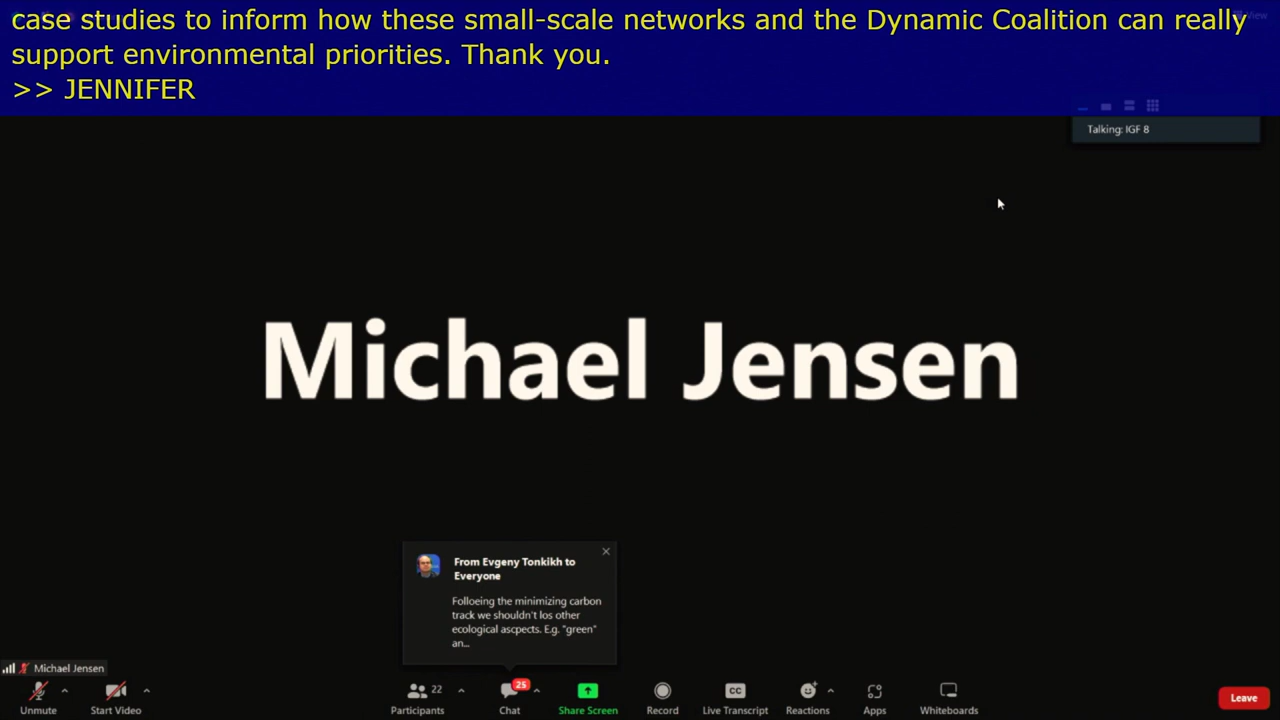 case studies to inform how these small-scale networks and the Dynamic Coalition can really
support environmental priorities. Thank you.
>> JENNIFER
View
Talking: IGF 8
Michael Jensen
From Evgeny Tonkikh to
Everyone
Folloeing the minimizing carbon
track we shouldn't los other
ecological ascpects. E.g. "green"
an...
Michael Jensen
22
25
CC
Unmute
Start Video
Participants
Chat
Share Screen
Record
Live Transcript
Reactions
Apps
Whiteboards
Leave